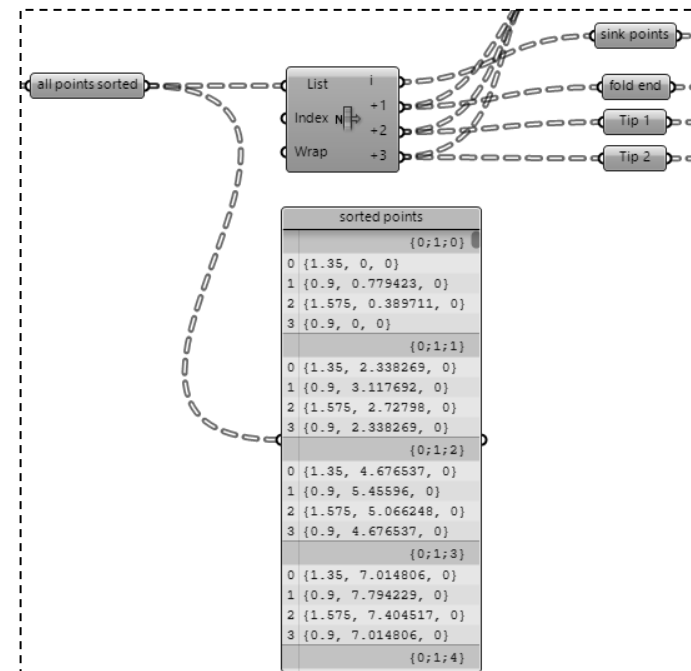 sink points
all points sorted
List
i
fold end
+1
Index
N
Tip 1
+2
Wrap
+3
Tip 2
sorted points
{0;1;0}
0 {1.35, 0, 0}
1 {0.9, 0.779423, 0}
2 {1.575, 0.389711, 0}
3 {0.9, 0, 0}
{0;1;1}
0 {1.35, 2.338269, 0}
1 {0.9, 3.117692, 0}
2 {1.575, 2.72798, 0}
3 {0.9, 2.338269, 0}
{0;1;2}
0 {1.35, 4.676537, 0}
1 {0.9, 5.45596, 0}
2 {1.575, 5.066248, 0}
3 {0.9, 4.676537, 0}
{0;1;3}
0 {1.35, 7.014806, 0}
1 {0.9, 7.794229, 0}
2 {1.575, 7.404517, 0}
3 {0.9, 7.014806, 0}
{0;1;4}